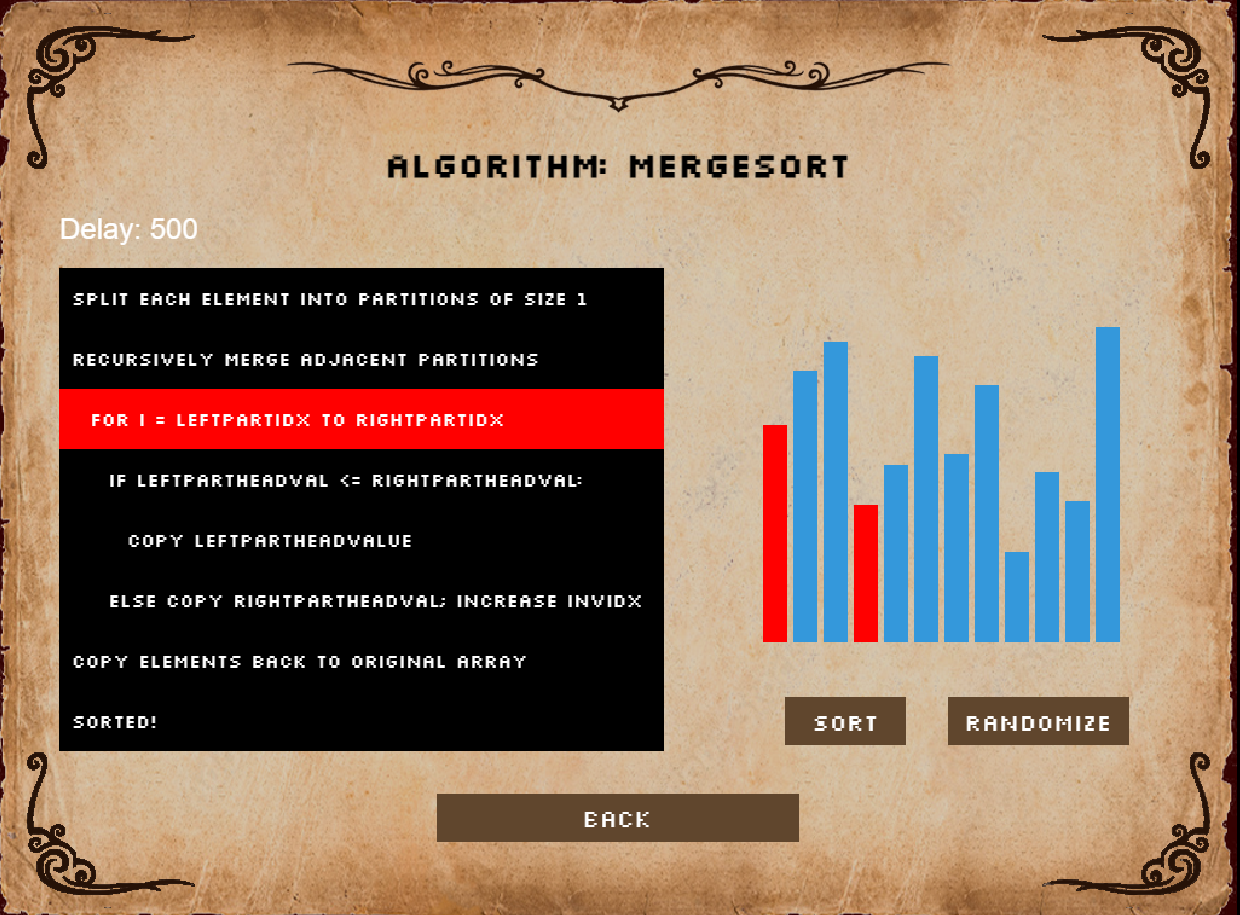 ALGORITHM: MERGESORT
Delay: 500
SPLIT EACH ELEMENT INTO PARTITIONS OF SIZE 1
RECURSIVELY MERGE ADJACENT PARTITIONS
FOR I = LEFTPARTIDX TO RIGHTPARTIDX
IF LEFTPARTHEADVAL <= RIGHTPARTHEADVAL:
COPY LEFTPARTHEADVALUE
ELSE COPY RIGHTPARTHEADVAL; INCREASE INVIDX
COPY ELEMENTS BACK TO ORIGINAL ARRAY
SORTED!
SORT
RANDOMIZE
BACK